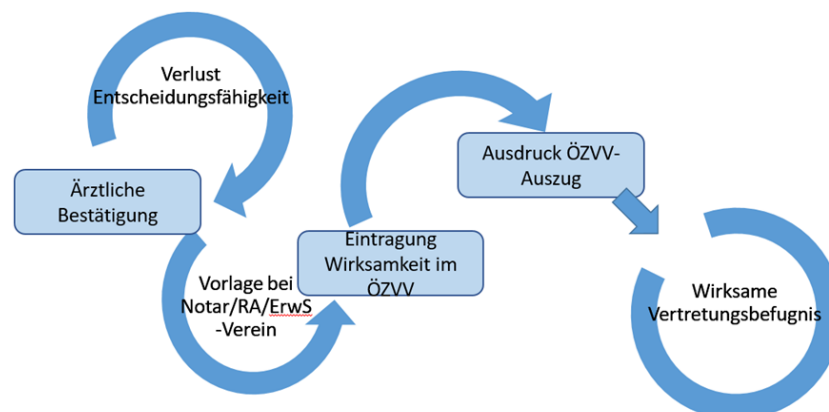 Verlust
Entscheidungsfähigkeit
Ärztliche
Bestätigung
Vorlage bei
Notar/RA/ErwS
-Verein
Eintragung
Wirksamkeit im
ÖZVV
Ausdruck ÖZVV-
Auszug
Wirksame
Vertretungsbefugnis